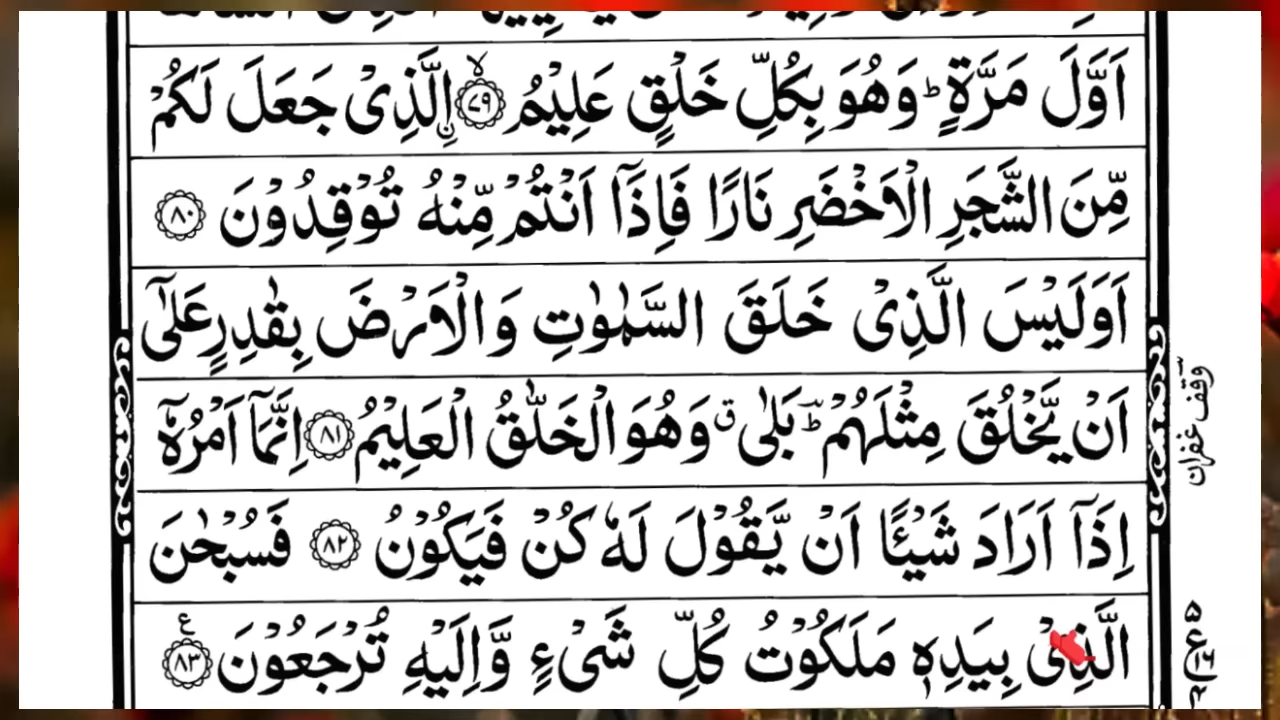 اَوَّلَ مَرَّةٍ ؕ وَهُوَ بِكُلِّ خَلْقٍ عَلِيْمُ ۙ﴿۷۹﴾ اِ۟لَّذِىْ جَعَلَ لَكُمْ
مِّنَ الشَّجَرِ الْاَخْضَرِ نَارًا فَاِذَاۤ اَنْتُمْ مِّنْهُ تُوْقِدُوْنَ ﴿۸۰﴾
اَوَلَيْسَ الَّذِىْ خَلَقَ السَّمٰوٰتِ وَالْاَرْضَ بِقٰدِرٍ عَلٰۤى
اَنْ يَّخْلُقَ مِثْلَهُمْ ؔؕ بَلٰى ۗ وَهُوَ الْخَلّٰقُ الْعَلِيْمُ ﴿۸۱﴾ اِنَّمَاۤ اَمْرُهٗۤ
اِذَاۤ اَرَادَ شَيْـًٔا اَنْ يَّقُوْلَ لَهٗ كُنْ فَيَكُوْنُ ﴿۸۲﴾ فَسُبْحٰنَ
الَّذِىْ بِيَدِهٖ مَلَكُوْتُ كُلِّ شَىْءٍ وَّاِلَيْهِ تُرْجَعُوْنَ ﴿۸۳﴾ ع
وقف غفران